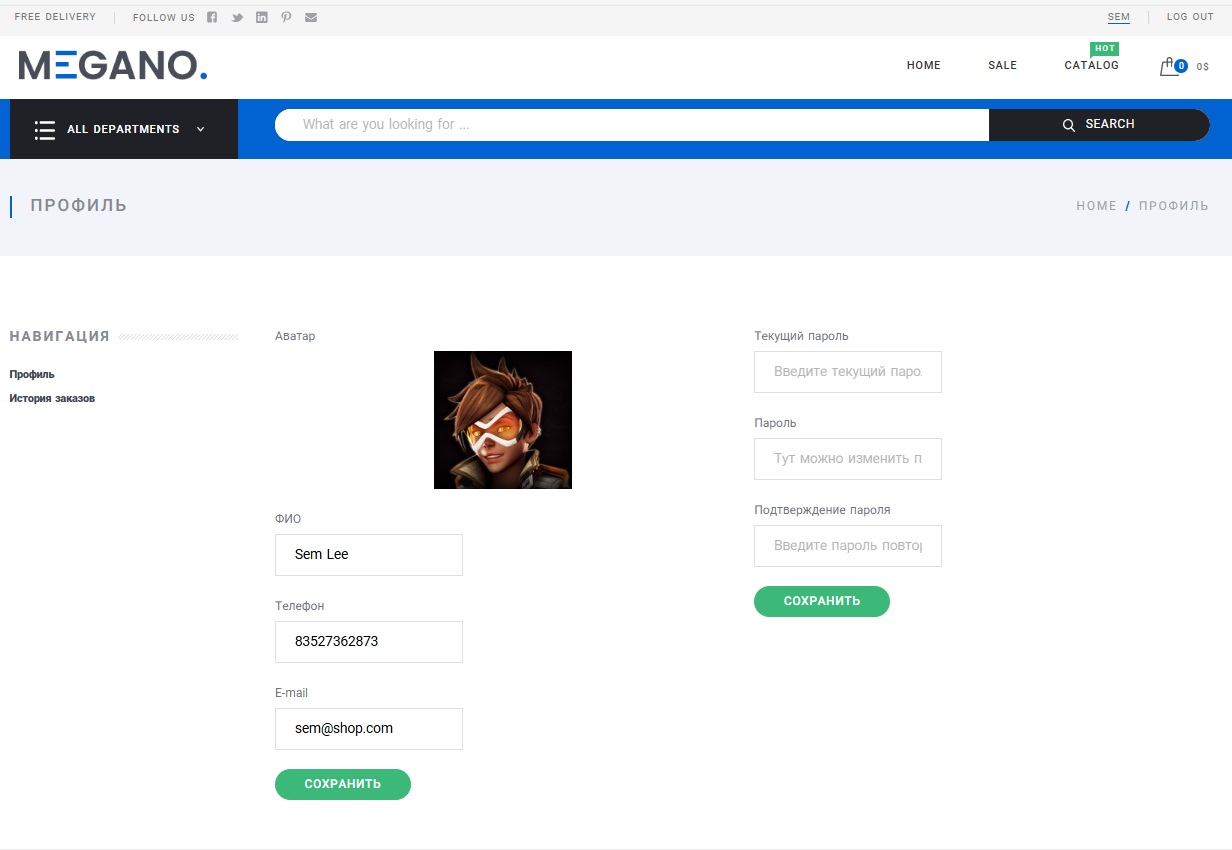 FREE DELIVERY
FOLLOW US
SEM
LOG OUT
MEGANO.
HOME
SALE
HOT
CATALOG
0
0$
ALL DEPARTMENTS
What are you looking for ...
SEARCH
ПРОФИЛЬ
HOME / ПРОФИЛЬ
НАВИГАЦИЯ
Профиль
История заказов
Аватар
ФИО
Sem Lee
Телефон
83527362873
E-mail
sem@shop.com
СОХРАНИТЬ
Текущий пароль
Введите текущий паро
Пароль
Тут можно изменить п
Подтверждение пароля
Введите пароль повто
СОХРАНИТЬ